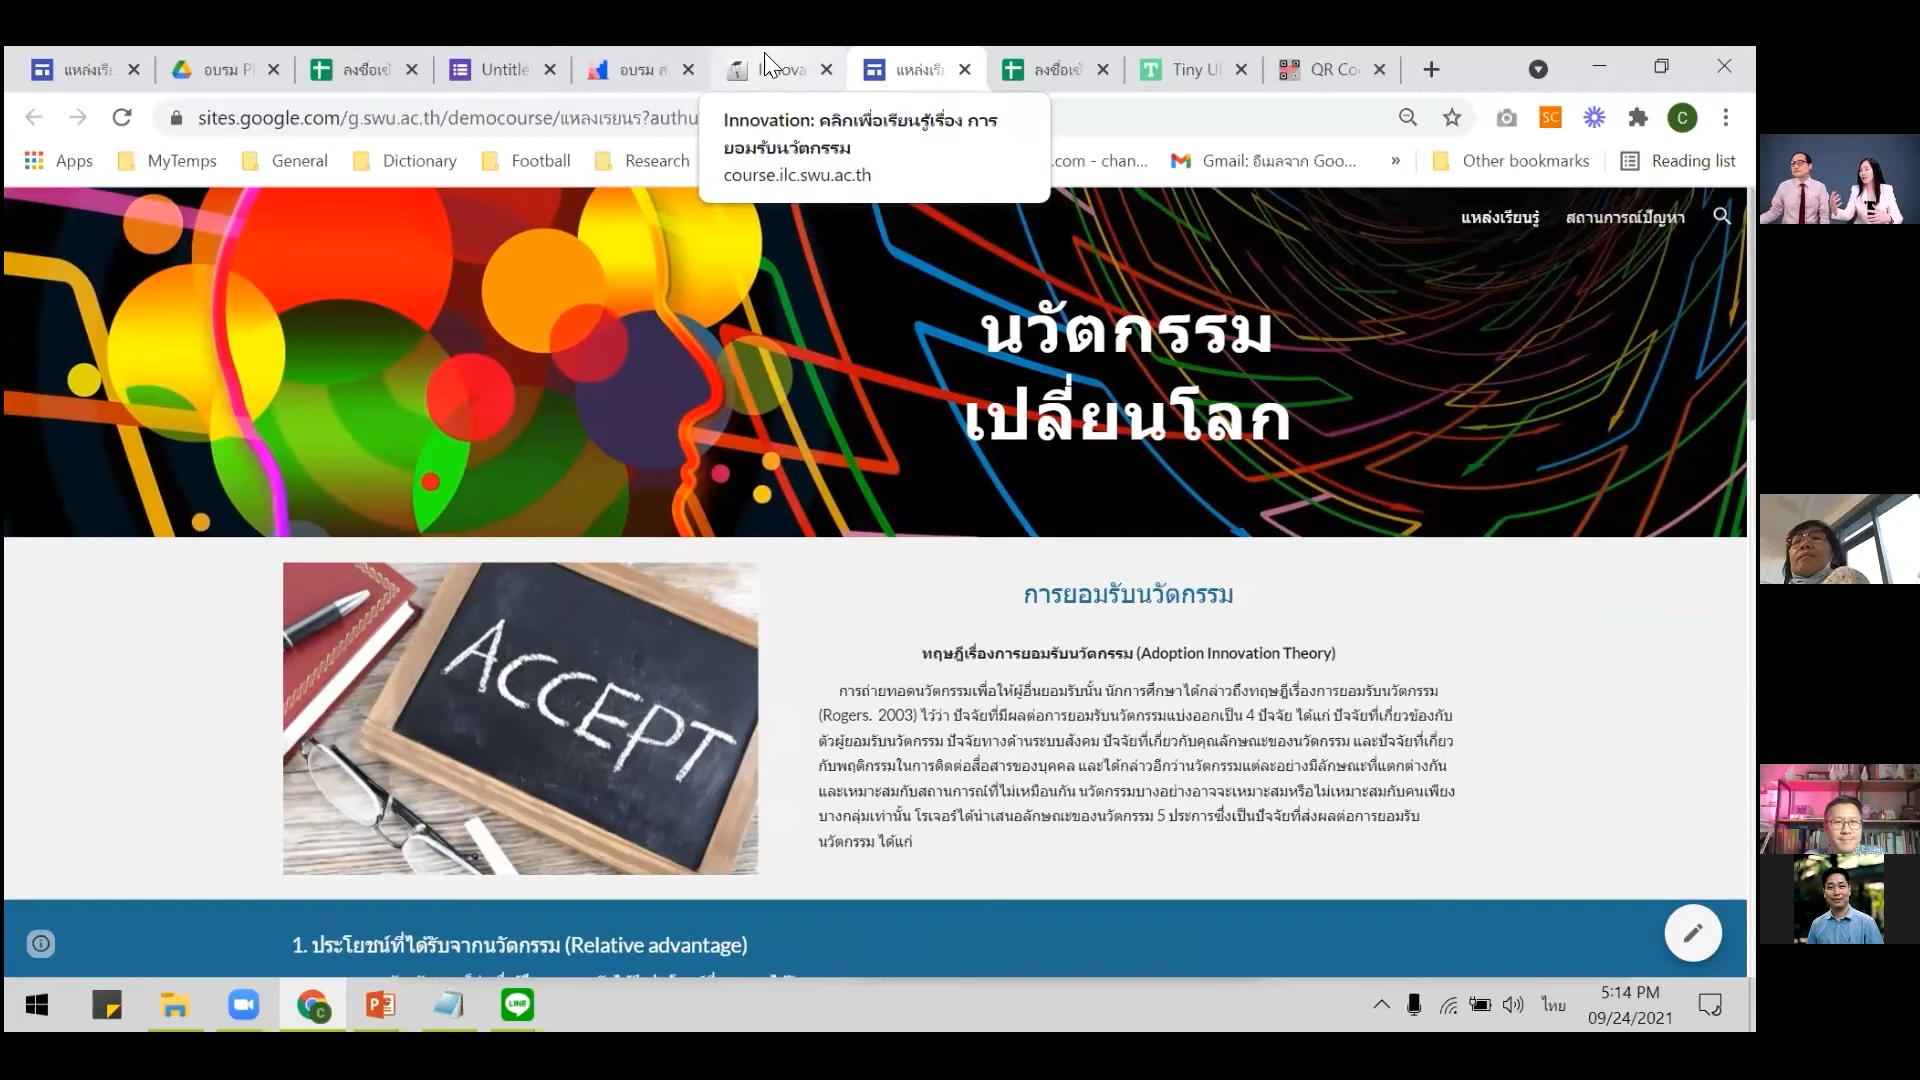 แหล่งเรี
อบรม P
ลงชื่อเข้
Untitle
อบรม ส
แหล่งเรี
ลงชื่อเข้
Tiny U
QR Co
sites.google.com/g.swu.ac.th/democourse/แหลงเรยนร?authu
Innovation: คลิกเพื่อเรียนรู้เรื่อง การ
ยอมรับนวัตกรรม
course.ilc.swu.ac.th
SC
C
Apps
MyTemps
General
Dictionary
Football
Research
.com - chan...
Gmail: อีเมลจาก Goo...
»
Other bookmarks
Reading list
แหล่งเรียนรู้
สถานการณ์ปัญหา
นวัตกรรม
เปลี่ยนโลก
ACCEPT
การยอมรับนวัตกรรม
ทฤษฎีเรื่องการยอมรับนวัตกรรม (Adoption Innovation Theory)
การถ่ายทอดนวัตกรรมเพื่อให้ผู้อื่นยอมรับนั้น นักการศึกษาได้กล่าวถึงทฤษฎีเรื่องการยอมรับนวัตกรรม
(Rogers. 2003) ไว้ว่า ปัจจัยที่มีผลต่อการยอมรับนวัตกรรมแบ่งออกเป็น 4 ปัจจัย ได้แก่ ปัจจัยที่เกี่ยวข้องกับ
ตัวผู้ยอมรับนวัตกรรม ปัจจัยทางด้านระบบสังคม ปัจจัยที่เกี่ยวกับคุณลักษณะของนวัตกรรม และปัจจัยที่เกี่ยว
กับพฤติกรรมในการติดต่อสื่อสารของบุคคล และได้กล่าวอีกว่านวัตกรรมแต่ละอย่างมีลักษณะที่แตกต่างกัน
และเหมาะสมกับสถานการณ์ที่ไม่เหมือนกัน นวัตกรรมบางอย่างอาจจะเหมาะสมหรือไม่เหมาะสมกับคนเพียง
บางกลุ่มเท่านั้น โรเจอร์ได้นำเสนอลักษณะของนวัตกรรม 5 ประการซึ่งเป็นปัจจัยที่ส่งผลต่อการยอมรับ
นวัตกรรม ได้แก่
1. ประโยชน์ที่ได้รับจากนวัตกรรม (Relative advantage)
LINE
ไทย
5:14 PM
09/24/2021